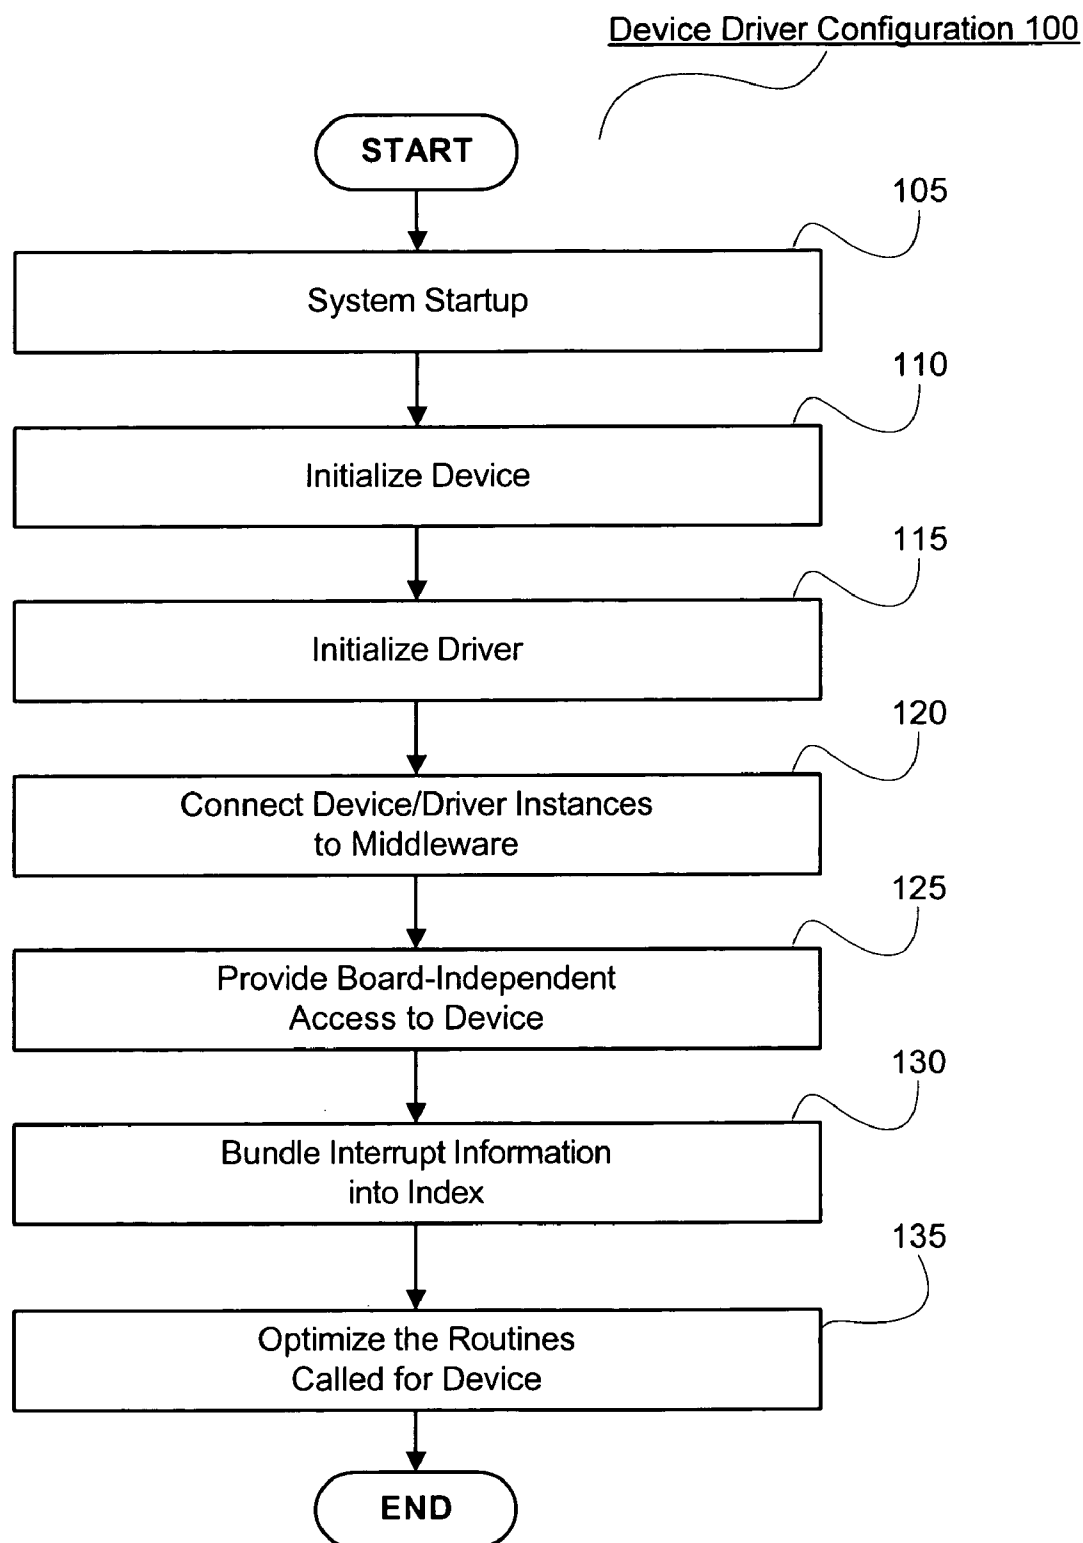 Device Driver Configuration 100
START
105
System Startup
110
Initialize Device
115
Initialize Driver
120
Connect Device/Driver Instances
to Middleware
125
Provide Board-Independent
Access to Device
130
Bundle Interrupt Information
into Index
135
Optimize the Routines
Called for Device
END